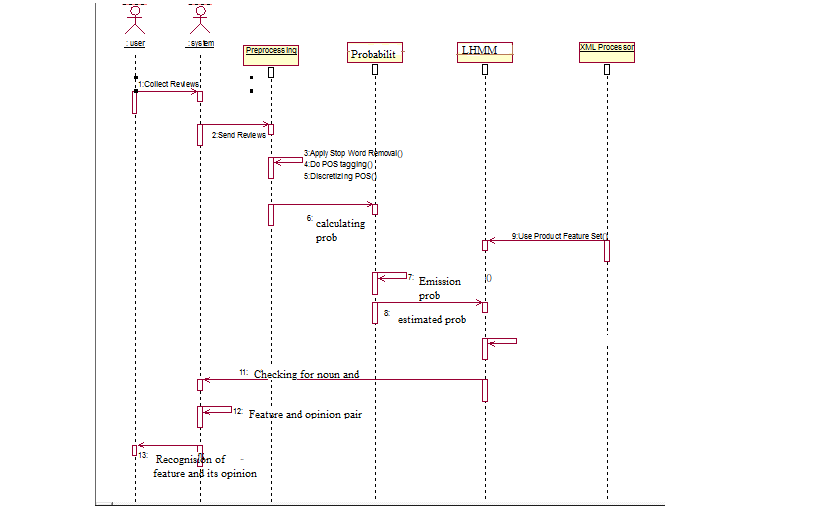 : user
: system
Preprocessing
Probabilit
LHMM
XML Processor
1:Collect Reviews
2:Send Reviews
3:Apply Stop Word Removal()
4:Do POS tagging()
5:Discretizing POS()
6: calculating
prob
9:Use Product Feature Set()
7: Emission ()
prob
8: estimated prob
11: Checking for noun and
12: Feature and opinion pair
13: Recognision of
feature and its opinion